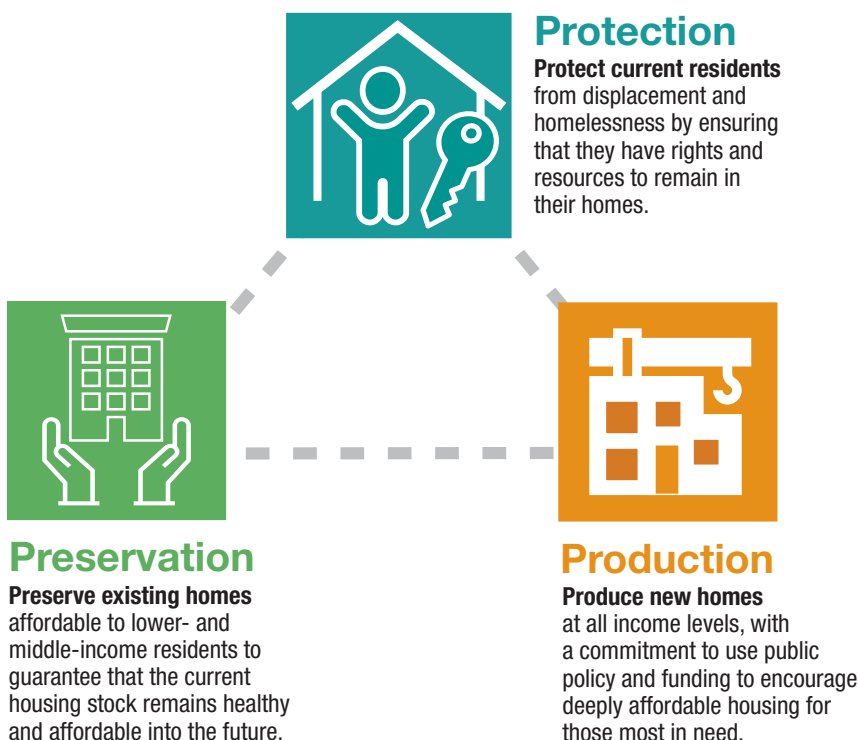 Protection
Protect current residents
from displacement and
homelessness by ensuring
that they have rights and
resources to remain in
their homes.
Preservation
Preserve existing homes
affordable to lower- and
middle-income residents to
guarantee that the current
housing stock remains healthy
and affordable into the future.
Production
Produce new homes
at all income levels, with
a commitment to use public
policy and funding to encourage
deeply affordable housing for
those most in need.